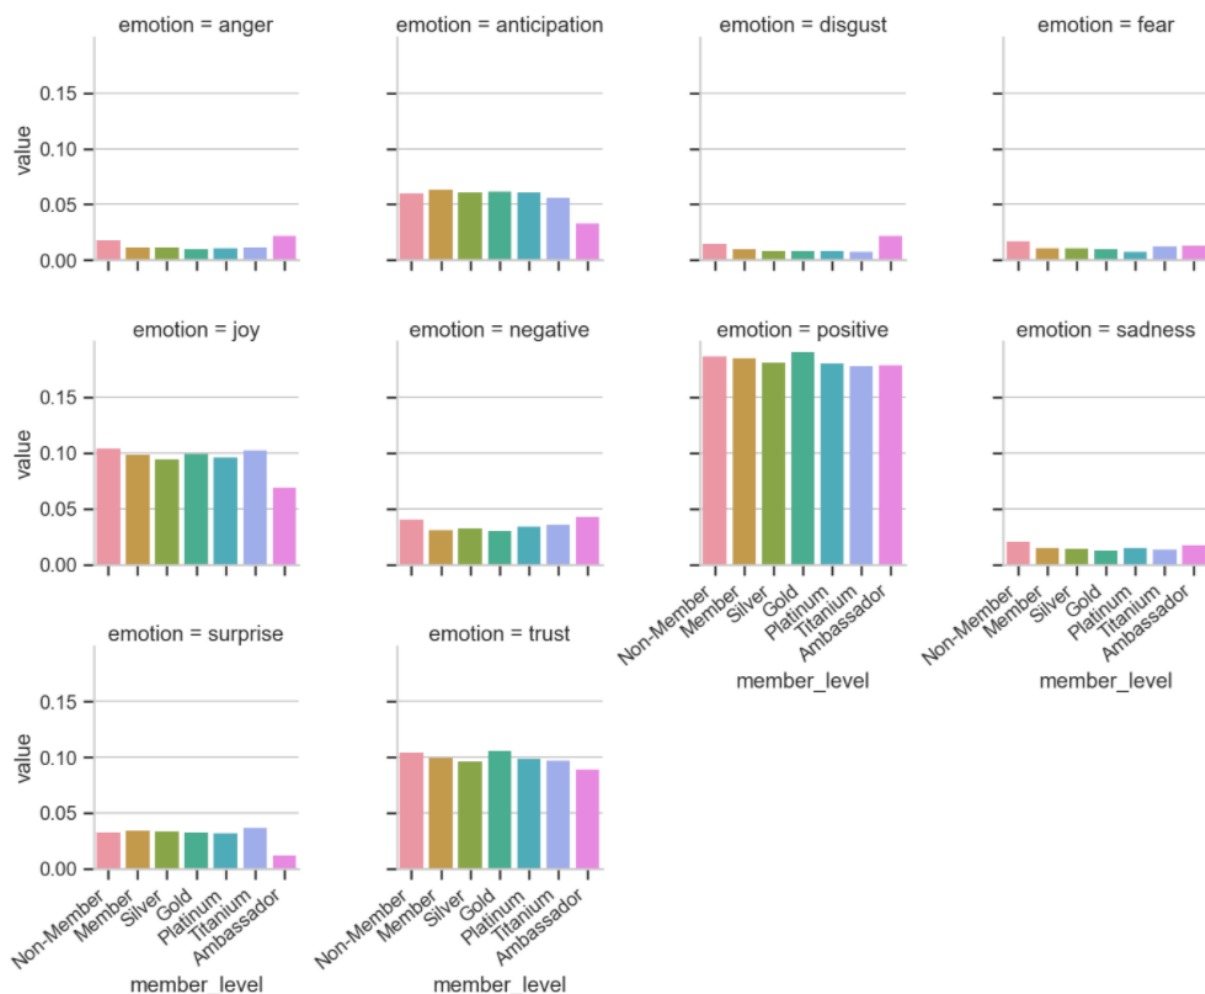 emotion = anger
emotion = anticipation
emotion = disgust
emotion = fear
value
0.15
0.10
0.05
0.00
emotion = joy
emotion = negative
emotion = positive
emotion = sadness
value
0.15
0.10
0.05
0.00
Non-Member
Member
Silver
Gold
Platinum
Titanium
Ambassador
member_level
Non-Member
Member
Silver
Gold
Platinum
Titanium
Ambassador
member_level
emotion = surprise
emotion = trust
value
0.15
0.10
0.05
0.00
Non-Member
Member
Silver
Gold
Platinum
Titanium
Ambassador
member_level
Non-Member
Member
Silver
Gold
Platinum
Titanium
Ambassador
member_level